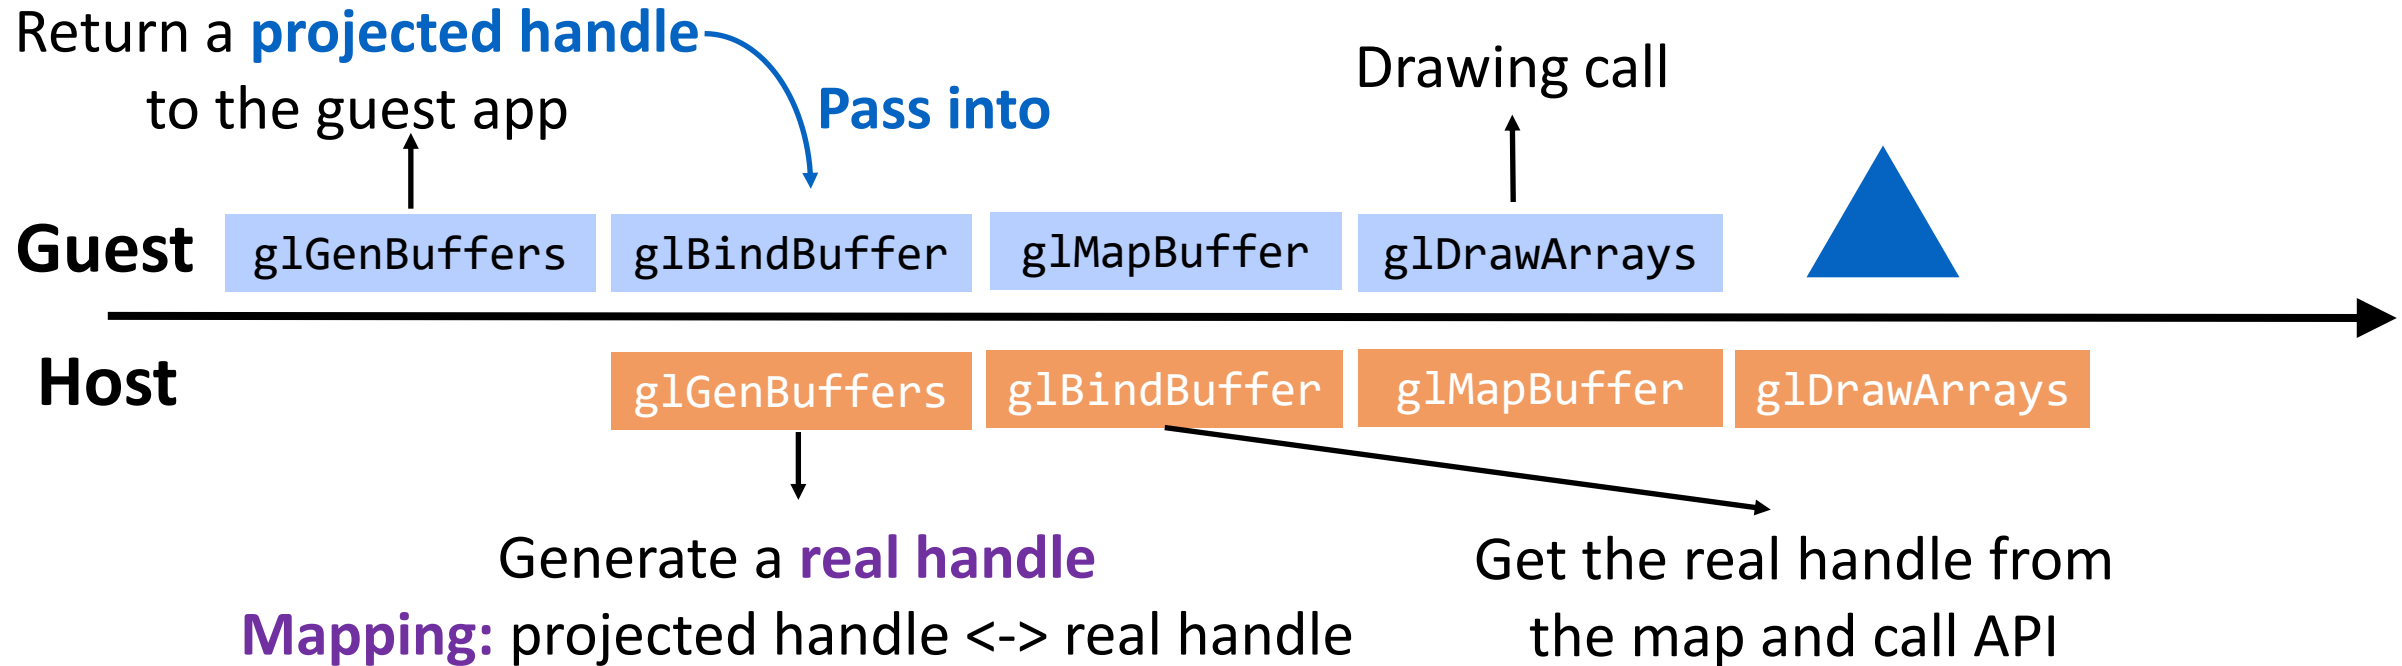 Return a projected handle
to the guest app
Pass into
Drawing call
Guest
glGenBuffers
glBindBuffer
glMapBuffer
glDrawArrays
Host
glGenBuffers
glBindBuffer
glMapBuffer
glDrawArrays
Generate a real handle
Mapping: projected handle <-> real handle
Get the real handle from
the map and call API